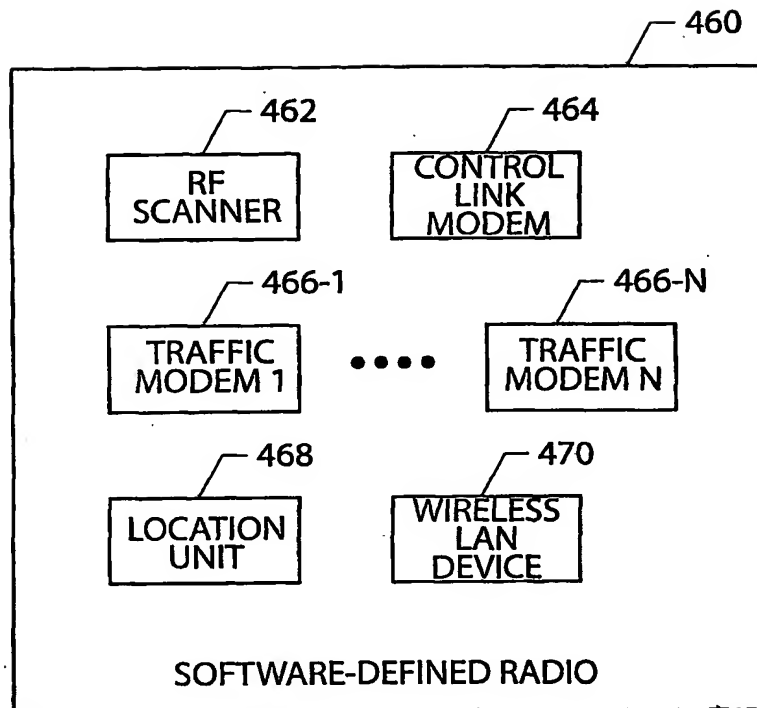 460
462
464
RF
SCANNER
CONTROL
LINK
MODEM
466-1
466-N
TRAFFIC
MODEM 1
TRAFFIC
MODEM N
468
470
LOCATION
UNIT
WIRELESS
LAN
DEVICE
SOFTWARE-DEFINED RADIO